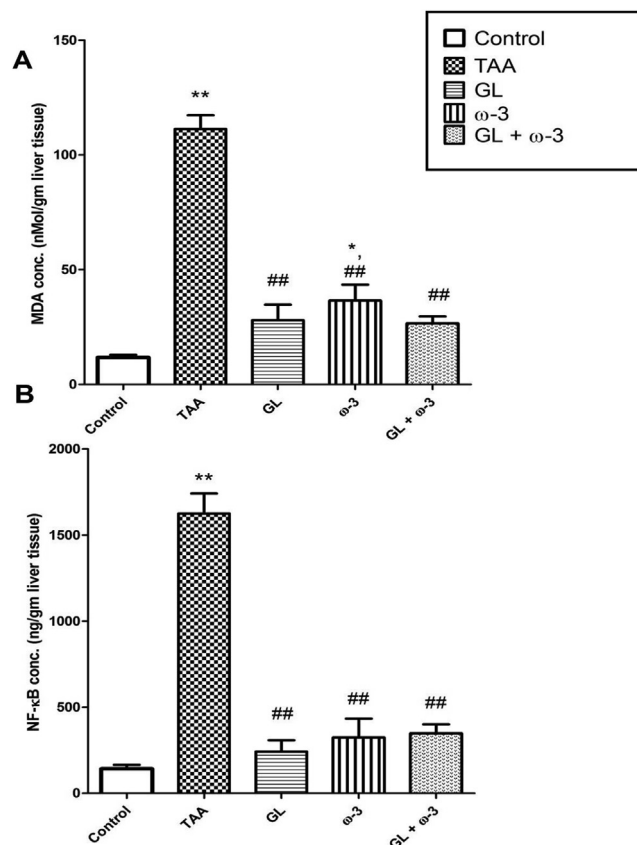 A
MDA conc. (nMol/gm liver tissue)
150
100
50
0
**
##
*,
##
##
Control
TAA
GL
ω-3
GL + ω-3
Control
TAA
GL
ω-3
GL + ω-3
B
NF-κB conc. (ng/gm liver tissue)
2000
1500
1000
500
0
**
##
##
##
Control
TAA
GL
ω-3
GL + ω-3